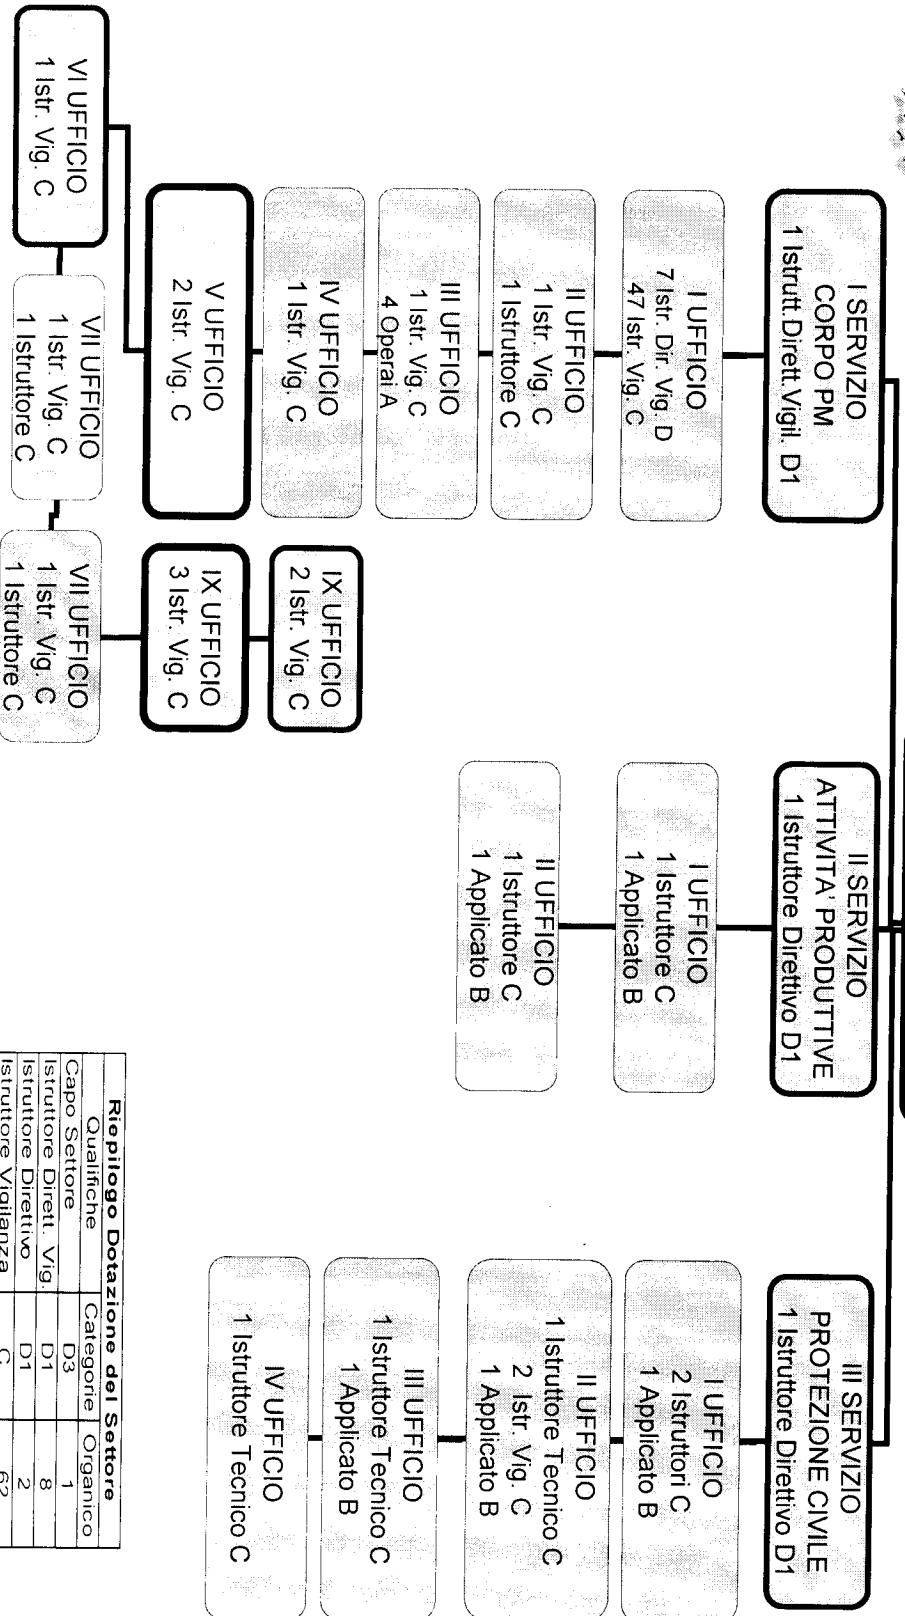 I SERVIZIO
CORPO PM
1 Istrutt.Dirett.Vigil. D1
I UFFICIO
7 Istr. Dir. Vig. D
47 Istr. Vig. C
II UFFICIO
1 Istr. Vig. C
1 Istruttore C
III UFFICIO
1 Istr. Vig. C
4 Operai A
IV UFFICIO
1 Istr. Vig. C
V UFFICIO
2 Istr. Vig. C
VI UFFICIO
1 Istr. Vig. C
VII UFFICIO
1 Istr. Vig. C
1 Istruttore C
VII UFFICIO
1 Istr. Vig. C
1 Istruttore C
IX UFFICIO
3 Istr. Vig. C
IX UFFICIO
2 Istr. Vig. C
II SERVIZIO
ATTIVITA' PRODUTTIVE
1 Istruttore Direttivo D1
I UFFICIO
1 Istruttore C
1 Applicato B
II UFFICIO
1 Istruttore C
1 Applicato B
III SERVIZIO
PROTEZIONE CIVILE
1 Istruttore Direttivo D1
I UFFICIO
2 Istruttori C
1 Applicato B
II UFFICIO
1 Istruttore Tecnico C
2 Istr. Vig. C
1 Applicato B
III UFFICIO
1 Istruttore Tecnico C
1 Applicato B
IV UFFICIO
1 Istruttore Tecnico C
Riepilogo Dotazione del Settore
Qualifiche Categorie Organico
Capo Settore D3 1
Istruttore Dirett. Vig. D1 8
Istruttore Direttivo D1 2
Istruttore Vigilanza C 62